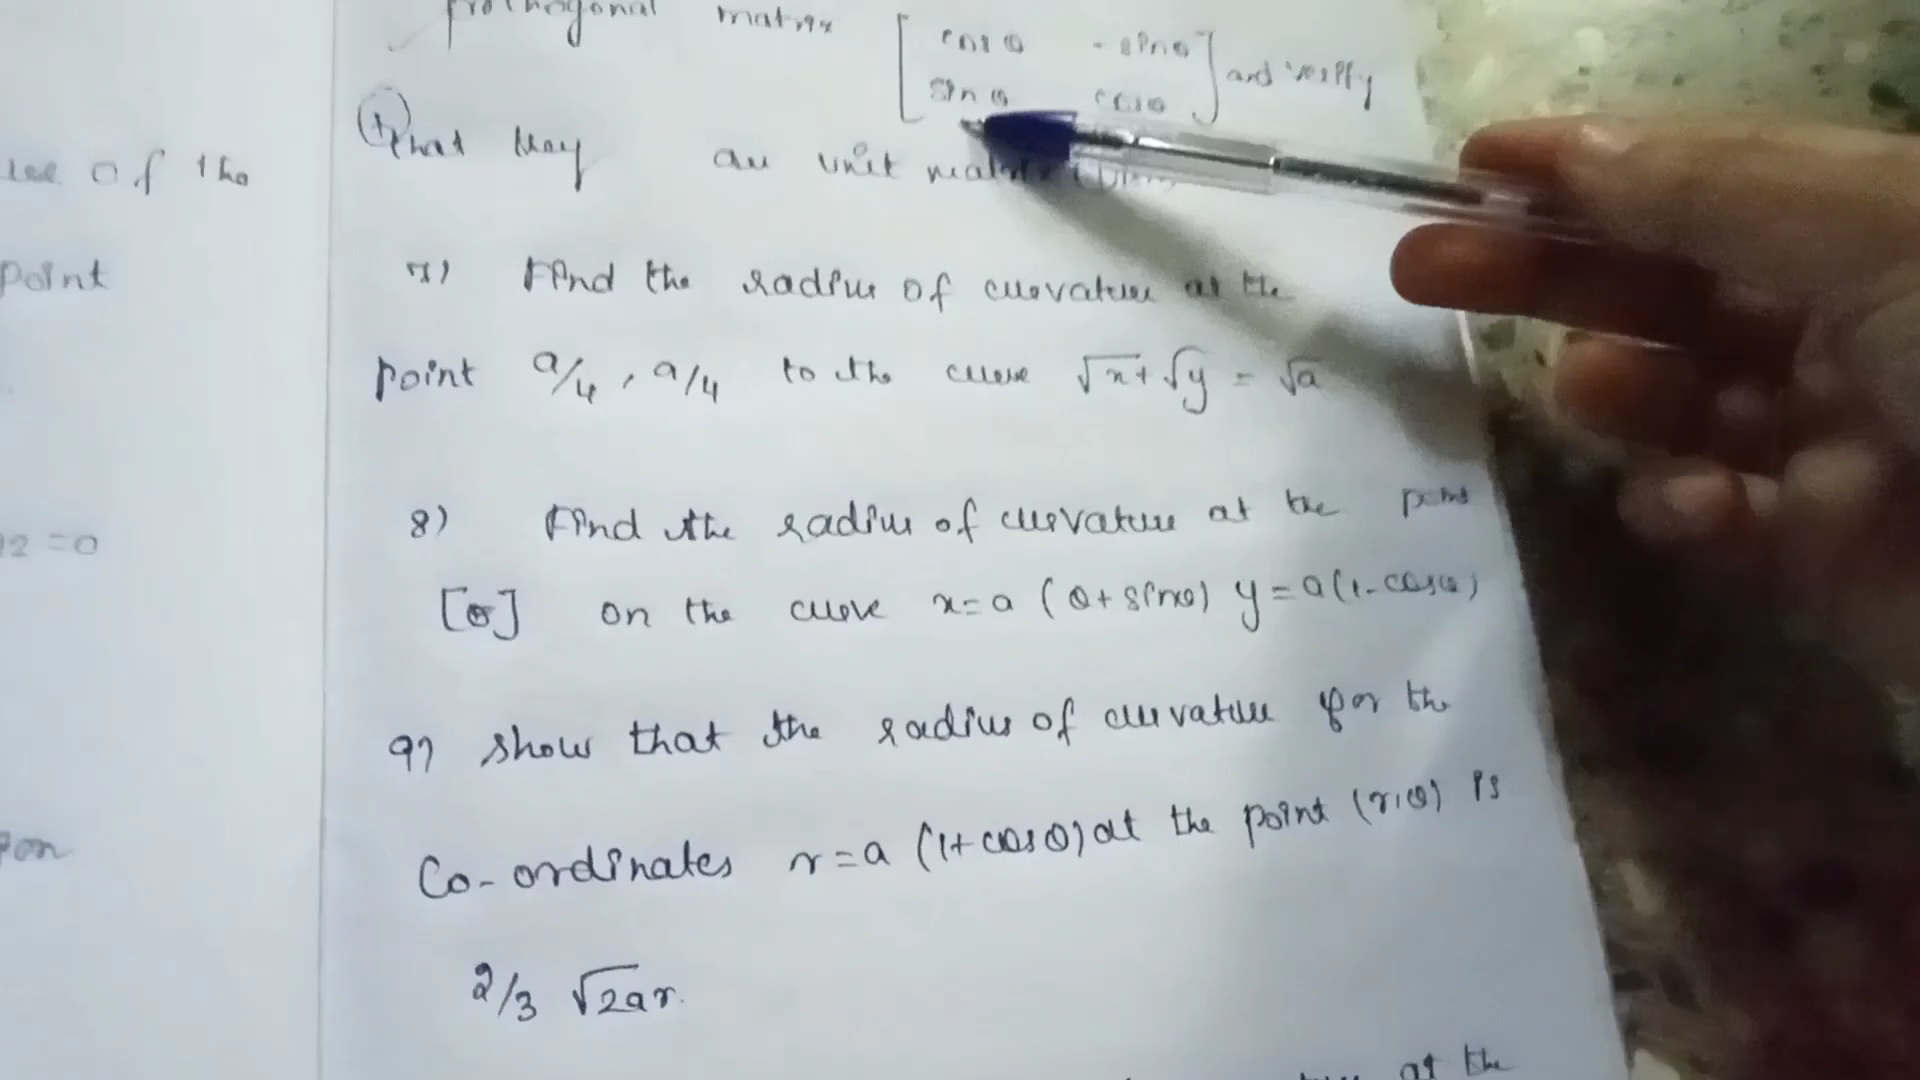 orthogonal matrix [cos θ - sin θ
sin θ cos θ] and verify
that they are unit
lue of the
point
7) Find the radius of curvature at the
point a/4, a/4 to the curve √x + √y = √a
8) Find the radius of curvature at the point
12 = 0
[θ] on the curve x = a (θ + sin θ) y = a (1 - cos θ)
9) show that the radius of curvature for the
Co-ordinates r = a (1 + cos θ) at the point (r, θ) is
2/3 √2ar.
at the